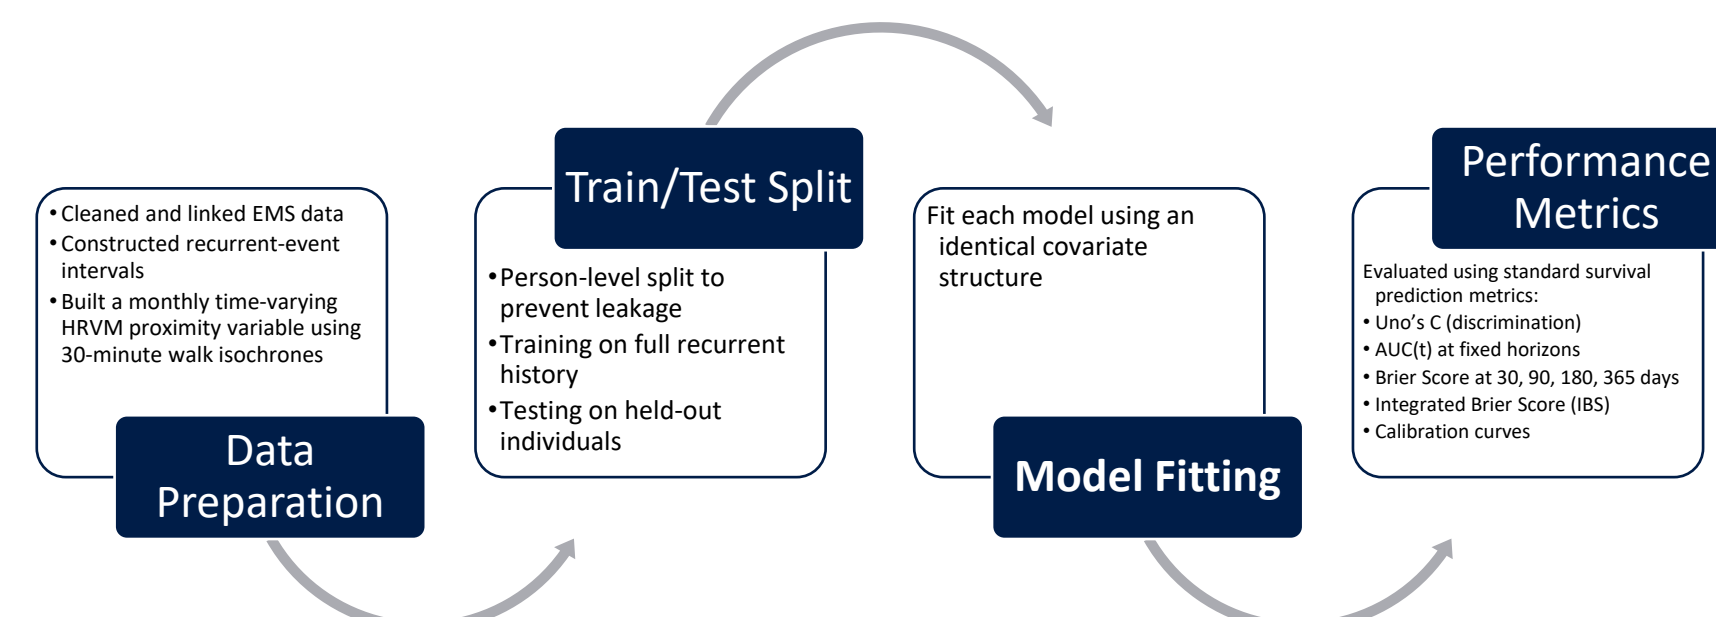 • Cleaned and linked EMS data
• Constructed recurrent-event
intervals
• Built a monthly time-varying
HRVM proximity variable using
30-minute walk isochrones
Data
Preparation
Train/Test Split
• Person-level split to
prevent leakage
• Training on full recurrent
history
• Testing on held-out
individuals
Fit each model using an
identical covariate
structure
Model Fitting
Performance
Metrics
Evaluated using standard survival
prediction metrics:
• Uno’s C (discrimination)
• AUC(t) at fixed horizons
• Brier Score at 30, 90, 180, 365 days
• Integrated Brier Score (IBS)
• Calibration curves